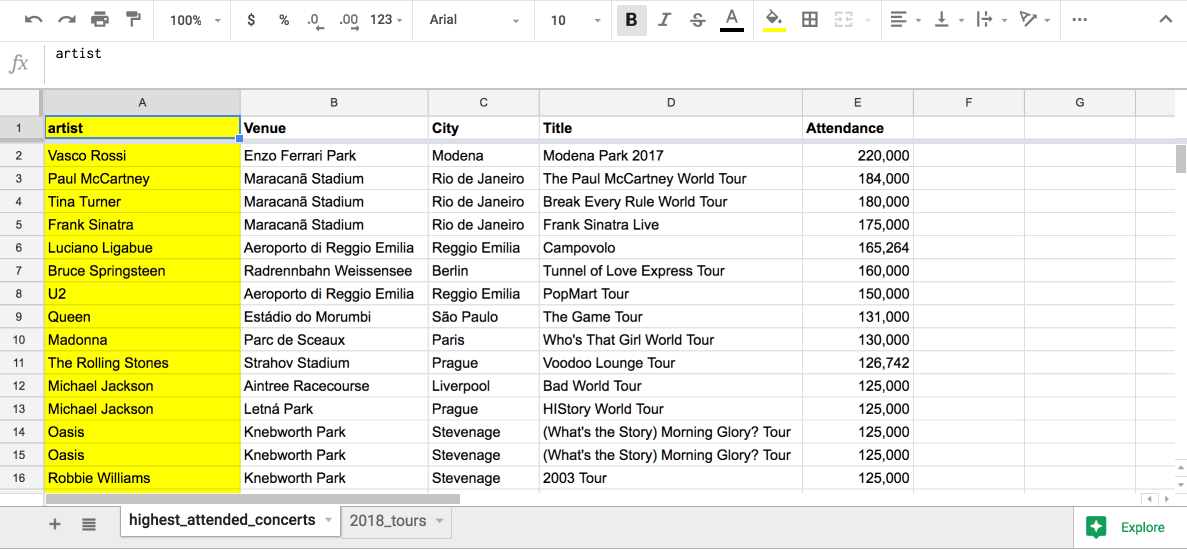 100% $ % .0 .00 123 Arial 10 B I S A
fx artist
A B C D E F G
1 artist Venue City Title Attendance
2 Vasco Rossi Enzo Ferrari Park Modena Modena Park 2017 220,000
3 Paul McCartney Maracanã Stadium Rio de Janeiro The Paul McCartney World Tour 184,000
4 Tina Turner Maracanã Stadium Rio de Janeiro Break Every Rule World Tour 180,000
5 Frank Sinatra Maracanã Stadium Rio de Janeiro Frank Sinatra Live 175,000
6 Luciano Ligabue Aeroporto di Reggio Emilia Reggio Emilia Campovolo 165,264
7 Bruce Springsteen Radrennbahn Weissensee Berlin Tunnel of Love Express Tour 160,000
8 U2 Aeroporto di Reggio Emilia Reggio Emilia PopMart Tour 150,000
9 Queen Estádio do Morumbi São Paulo The Game Tour 131,000
10 Madonna Parc de Sceaux Paris Who's That Girl World Tour 130,000
11 The Rolling Stones Strahov Stadium Prague Voodoo Lounge Tour 126,742
12 Michael Jackson Aintree Racecourse Liverpool Bad World Tour 125,000
13 Michael Jackson Letná Park Prague HIStory World Tour 125,000
14 Oasis Knebworth Park Stevenage (What's the Story) Morning Glory? Tour 125,000
15 Oasis Knebworth Park Stevenage (What's the Story) Morning Glory? Tour 125,000
16 Robbie Williams Knebworth Park Stevenage 2003 Tour 125,000
highest_attended_concerts 2018_tours Explore